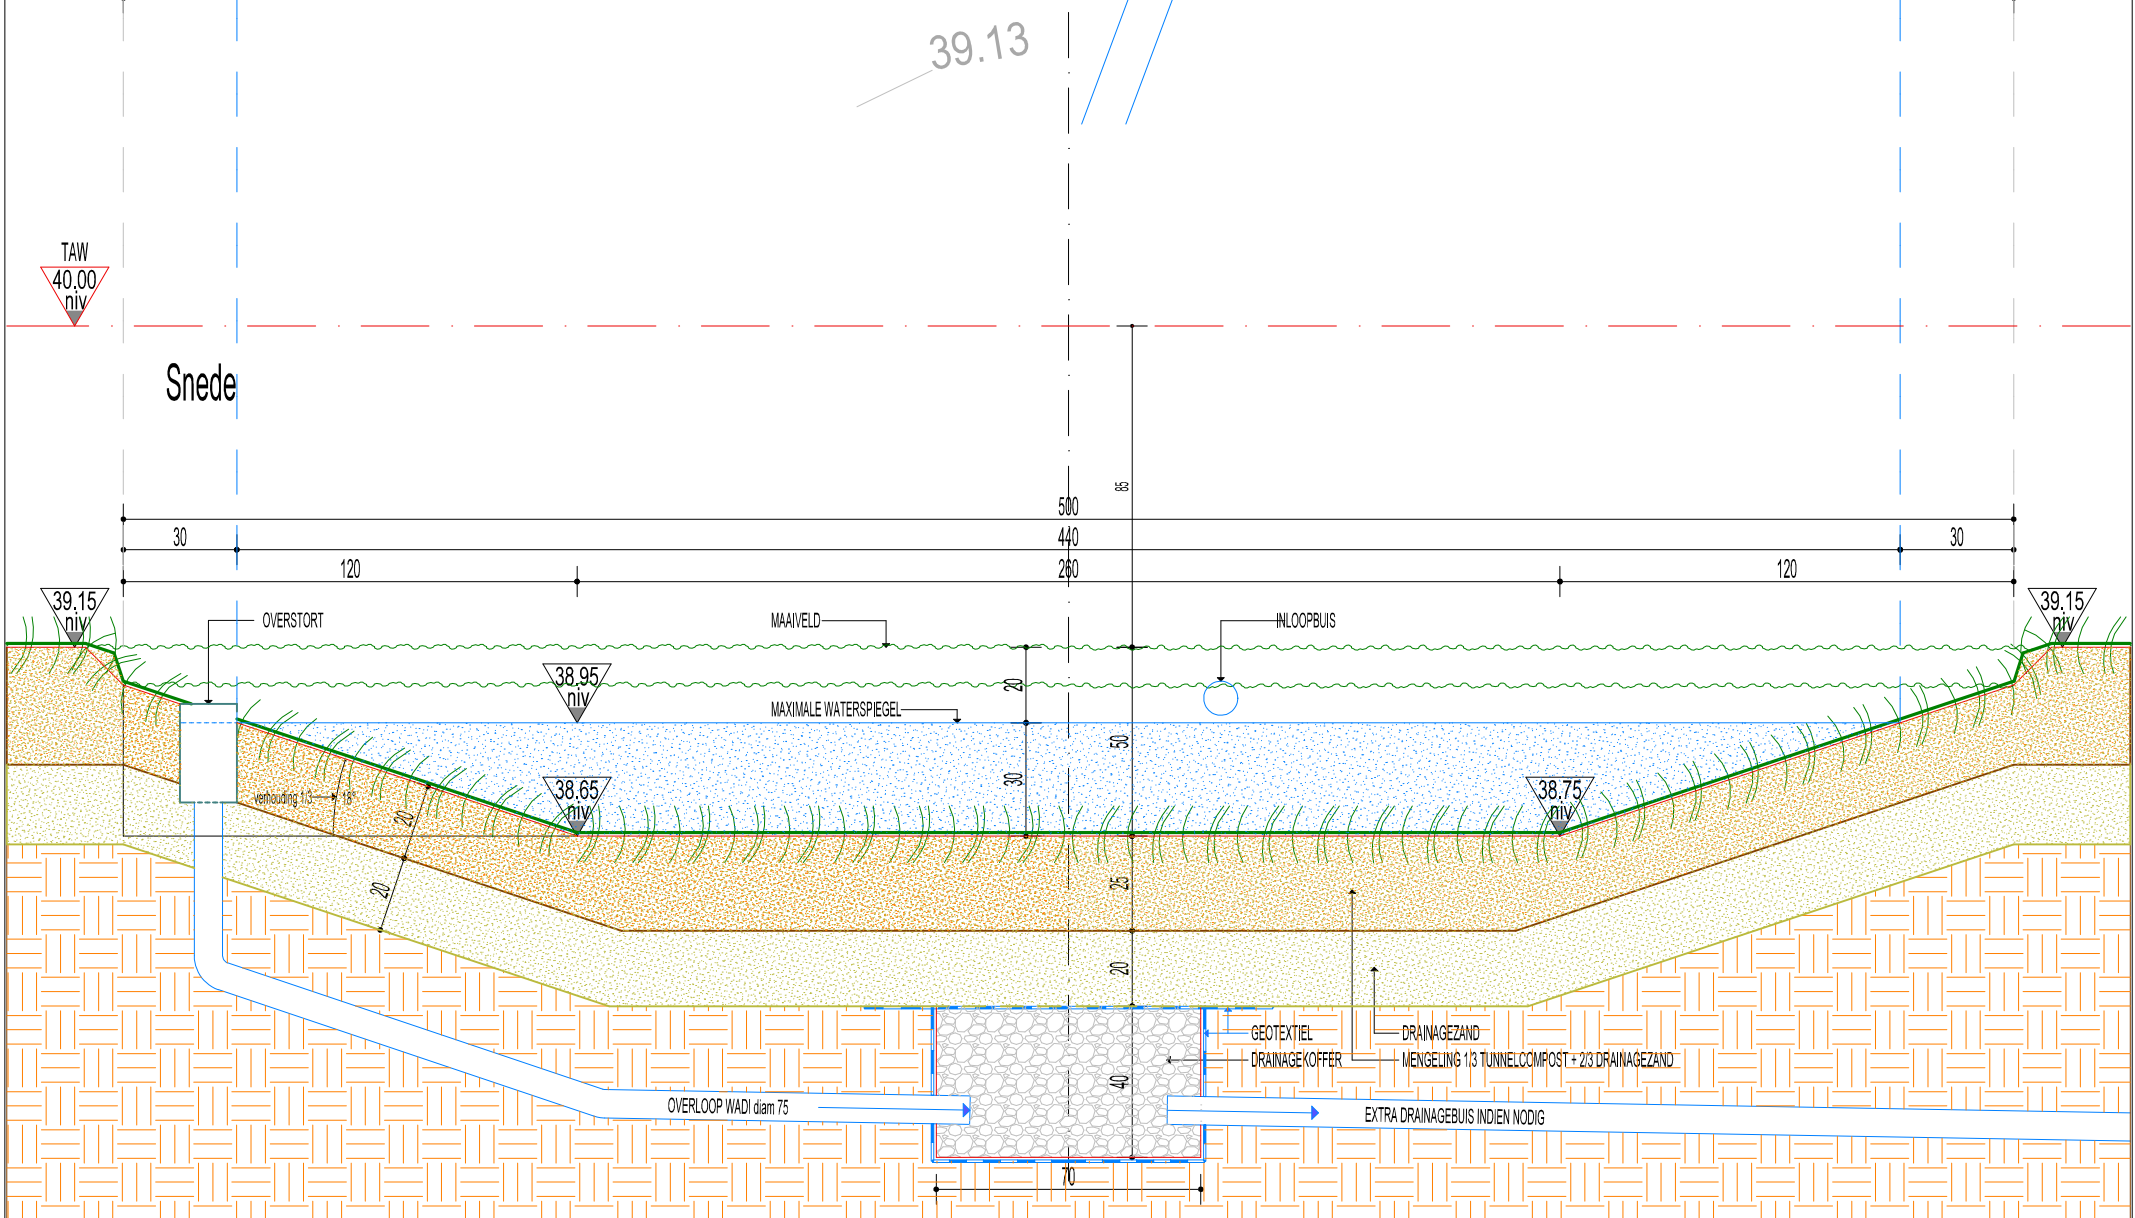 39.13
TAW
40.00
niv
Snede
85
500
30
440
30
120
260
120
39.15
niv
39.15
niv
OVERSTORT
MAAIVELD
INLOOPBUIS
38.95
niv
20
MAXIMALE WATERSPIEGEL
50
30
38.65
niv
38.75
niv
verhouding 1/3
18°
20
20
25
20
GEOTEXTIEL
DRAINAGEZAND
DRAINAGEKOFFER
MENGELING 1/3 TUNNELCOMPOST + 2/3 DRAINAGEZAND
40
OVERLOOP WADI diam 75
EXTRA DRAINAGEBUIS INDIEN NODIG
70